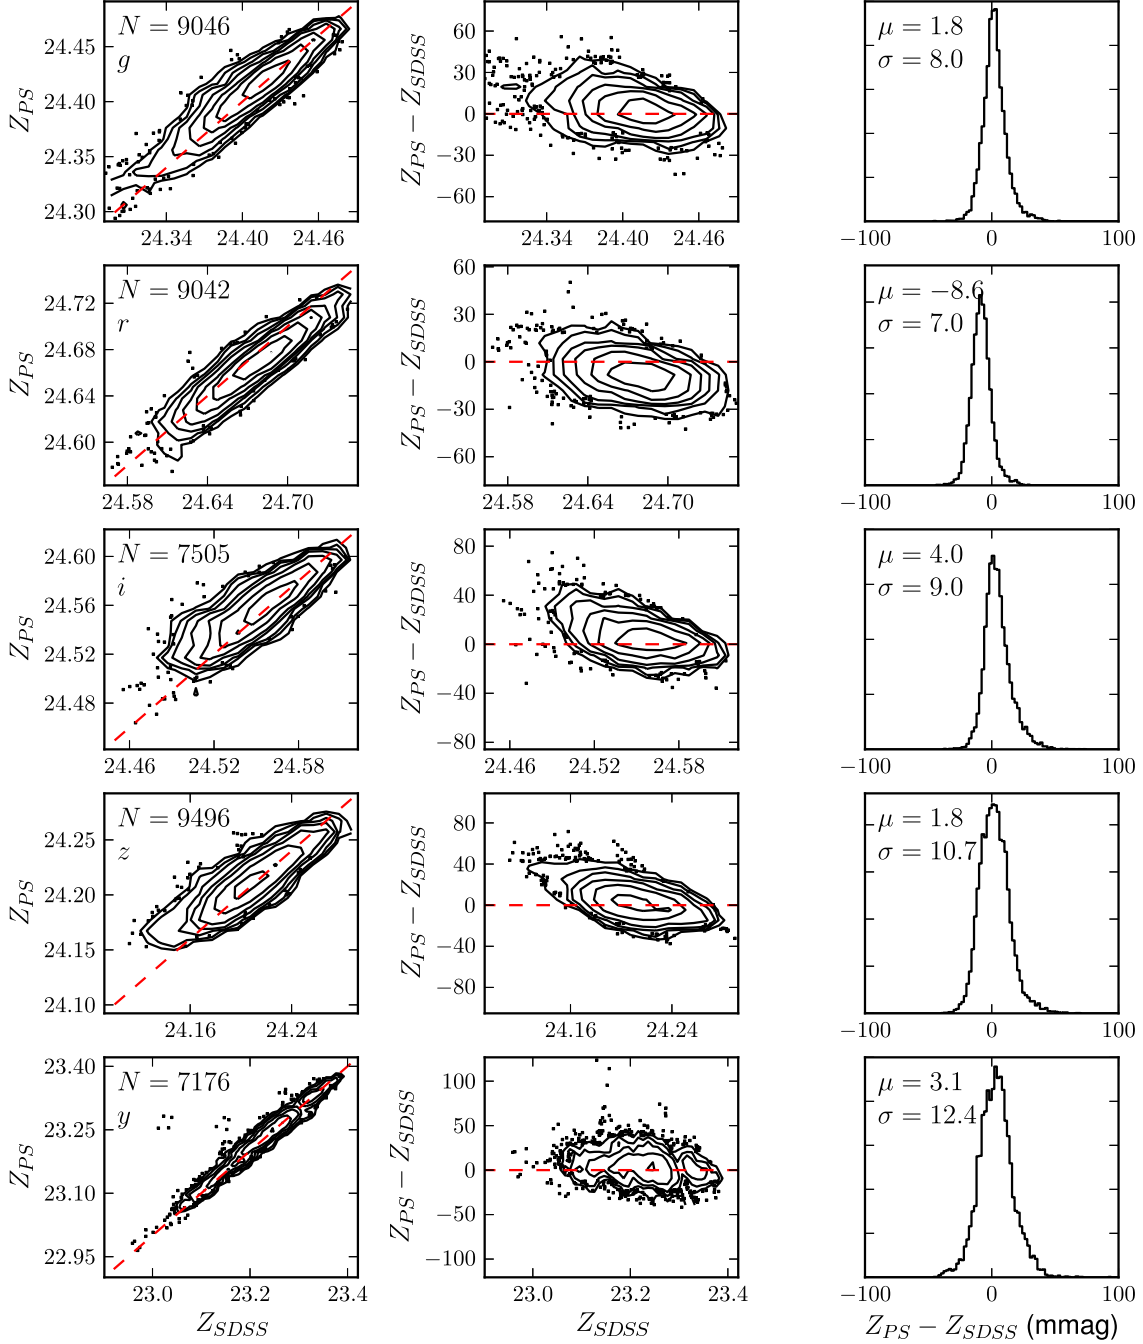 N = 9046
g
24.45
24.40
24.35
24.30
Z_PS
24.34 24.40 24.46
60
30
0
−30
−60
Z_PS − Z_SDSS
24.34 24.40 24.46
μ = 1.8
σ = 8.0
−100 0 100
N = 9042
r
24.72
24.68
24.64
24.60
Z_PS
24.58 24.64 24.70
60
30
0
−30
−60
Z_PS − Z_SDSS
24.58 24.64 24.70
μ = −8.6
σ = 7.0
−100 0 100
N = 7505
i
24.60
24.56
24.52
24.48
Z_PS
24.46 24.52 24.58
80
40
0
−40
−80
Z_PS − Z_SDSS
24.46 24.52 24.58
μ = 4.0
σ = 9.0
−100 0 100
N = 9496
z
24.25
24.20
24.15
24.10
Z_PS
24.16 24.24
80
40
0
−40
−80
Z_PS − Z_SDSS
24.16 24.24
μ = 1.8
σ = 10.7
−100 0 100
N = 7176
y
23.40
23.25
23.10
22.95
Z_PS
23.0 23.2 23.4
Z_SDSS
100
50
0
−50
−100
Z_PS − Z_SDSS
23.0 23.2 23.4
Z_SDSS
μ = 3.1
σ = 12.4
−100 0 100
Z_PS − Z_SDSS (mmag)